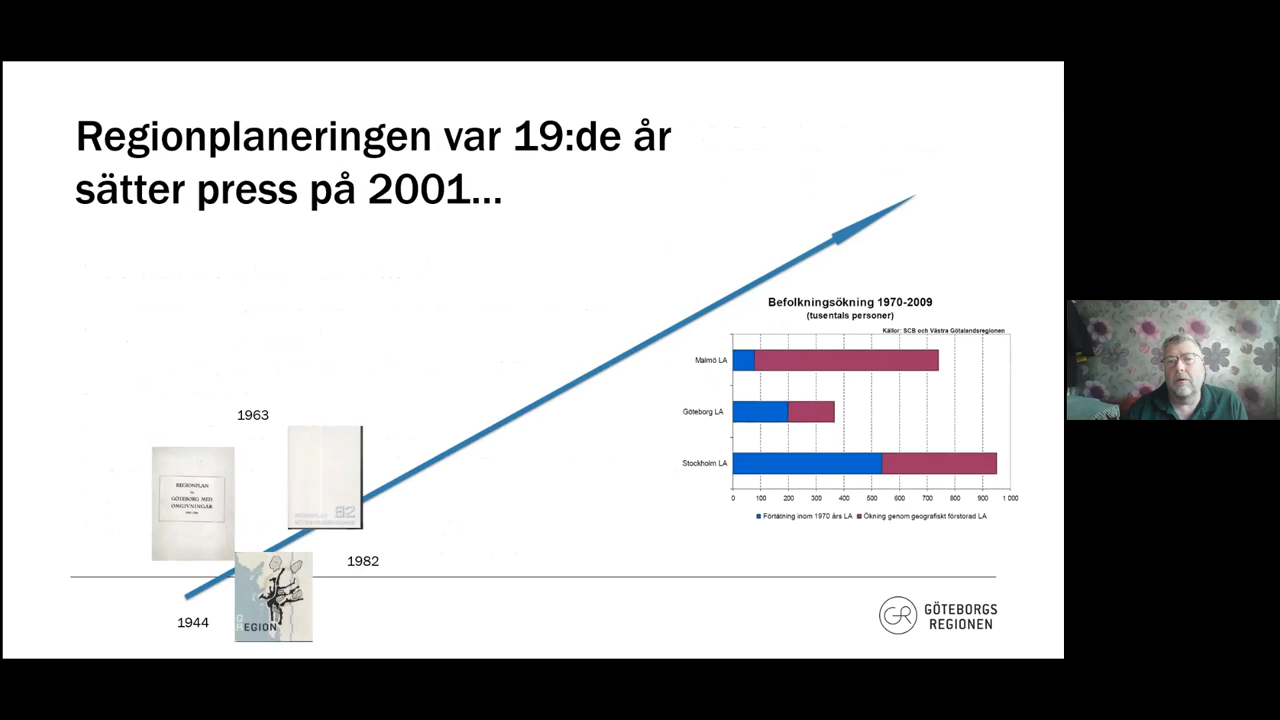 Regionplaneringen var 19:de år
sätter press på 2001...
Befolkningsökning 1970-2009
(tusentals personer)
Källor: SCB och Västra Götalandsregionen
Malmö LA
Göteborg LA
Stockholm LA
0 100 200 300 400 500 600 700 800 900 1 000
Förtätning inom 1970 års LA Ökning genom geografiskt förstorad LA
1963
REGIONPLAN
GÖTEBORG MED
OMGIVNINGAR
82
1982
1944
EGION
GR GÖTEBORGS
REGIONEN